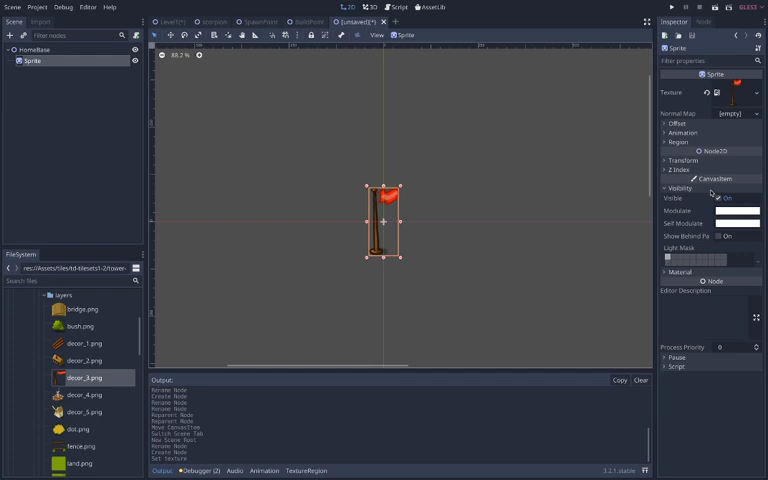 Scene Project Debug Editor Help
2D 3D Script AssetLib
GLES3
Scene Import
Filter nodes
HomeBase
Sprite
Level1(*) Scorpion SpawnPoint BuildPoint [unsaved](*)
View Sprite
88.2 %
Inspector Node
Sprite
Filter properties
Sprite
Texture
Normal Map [empty]
Offset
Animation
Region
Node2D
Transform
Z Index
CanvasItem
Visibility
Visible On
Modulate
Self Modulate
Show Behind Pa On
Light Mask
Material
Node
Editor Description
Process Priority 0
Pause
Script
FileSystem
res://Assets/tiles/td-tilesets1-2/tower-
Search files
layers
bridge.png
bush.png
decor_1.png
decor_2.png
decor_3.png
decor_4.png
decor_5.png
dot.png
fence.png
land.png
Output:
Copy Clear
Rename Node
Create Node
Rename Node
Rename Node
Reparent Node
Reparent Node
Move CanvasItem
Switch Scene Tab
New Scene Root
Rename Node
Create Node
Set texture
Output Debugger (2) Audio Animation TextureRegion
3.2.1.stable